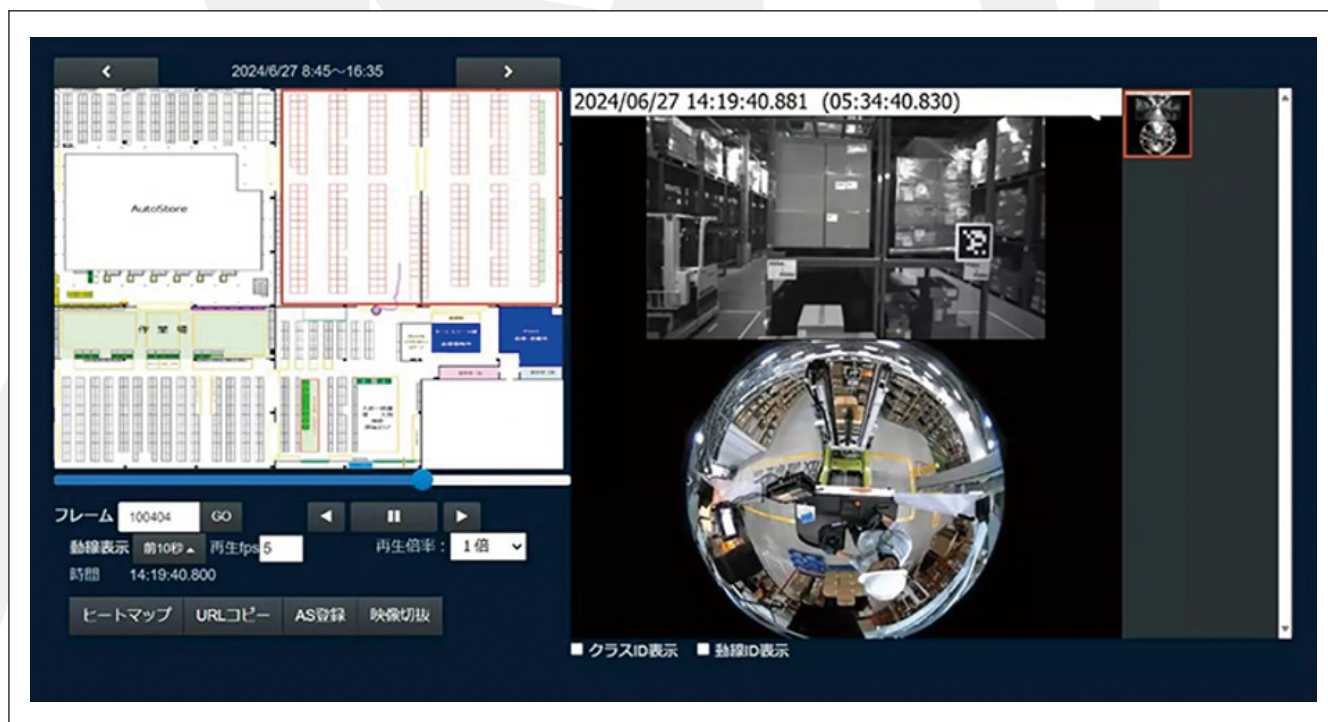 2024/6/27 8:45～16:35
AutoStore
作業場
2024/06/27 14:19:40.881 (05:34:40.830)
フレーム 100404 GO
動線表示 前10秒 再生fps 5 再生倍率： 1倍
時間 14:19:40.800
ヒートマップ URLコピー AS登録 映像切抜
クラスID表示 動線ID表示